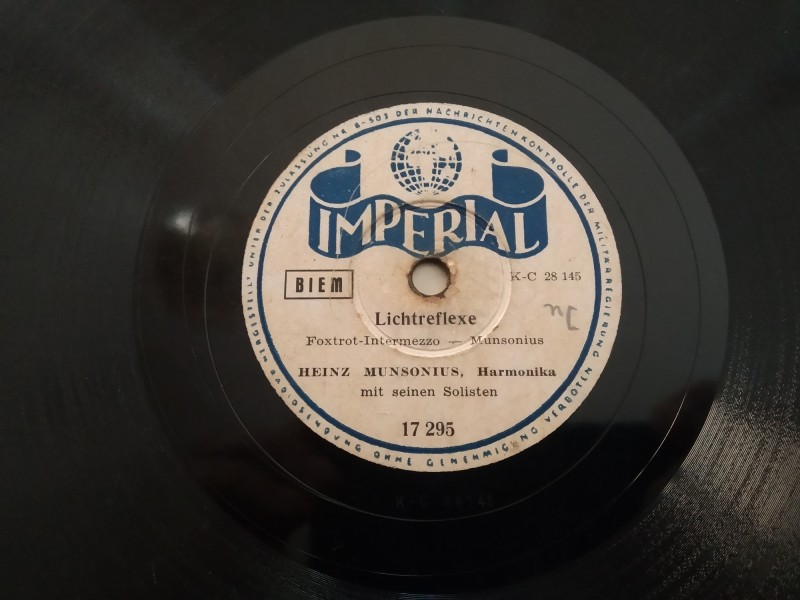 HERGESTELLT UNTER DER ZULASSUNG NR B-503 DER NACHRICHTENKONTROLLE DER MILITÄRREGIERUNG
RADIOSENDUNG OHNE GENEHMIGUNG VERBOTEN
IMPERIAL
BIEM
K-C 28 145
Lichtreflexe
Foxtrot-Intermezzo — Munsonius
HEINZ MUNSONIUS, Harmonika
mit seinen Solisten
17 295
K-C 28145